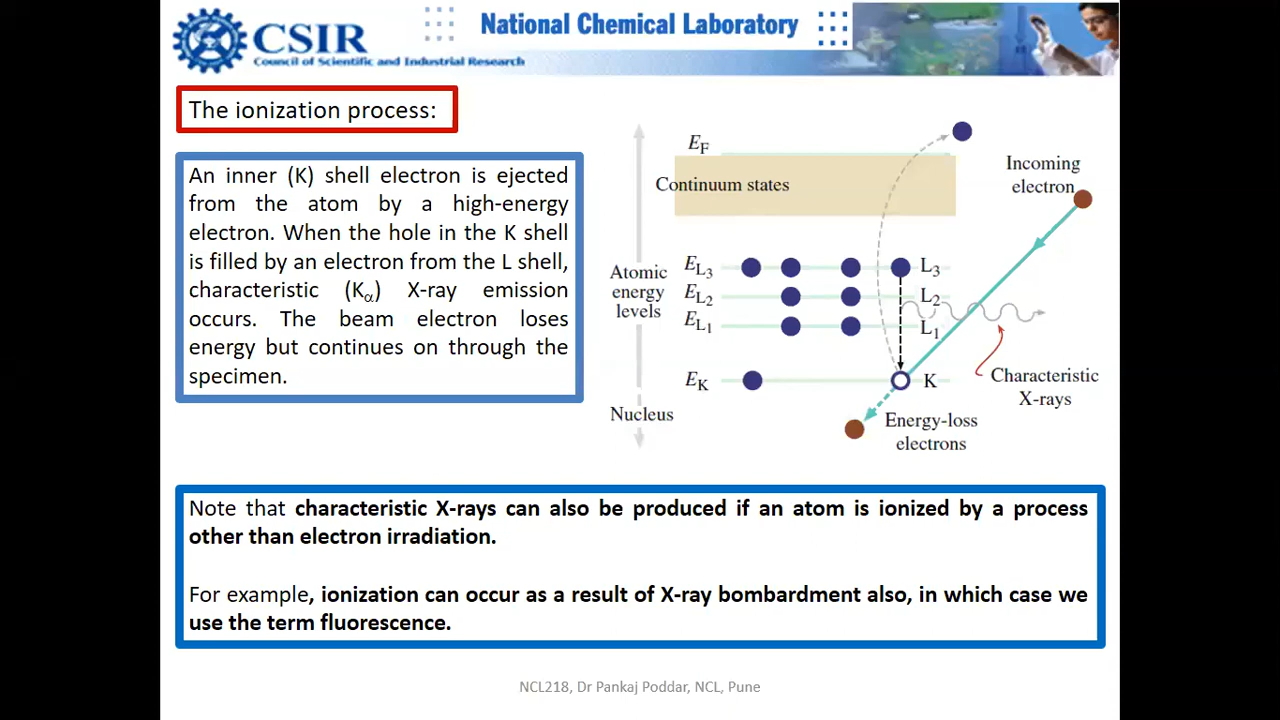 CSIR
Council of Scientific and Industrial Research
National Chemical Laboratory
The ionization process:
An inner (K) shell electron is ejected
from the atom by a high-energy
electron. When the hole in the K shell
is filled by an electron from the L shell,
characteristic (Kα) X-ray emission
occurs. The beam electron loses
energy but continues on through the
specimen.
EF
Continuum states
Incoming
electron
Atomic
energy
levels
EL3
L3
EL2
L2
EL1
L1
EK
K
Characteristic
X-rays
Nucleus
Energy-loss
electrons
Note that characteristic X-rays can also be produced if an atom is ionized by a process
other than electron irradiation.
For example, ionization can occur as a result of X-ray bombardment also, in which case we
use the term fluorescence.
NCL218, Dr Pankaj Poddar, NCL, Pune